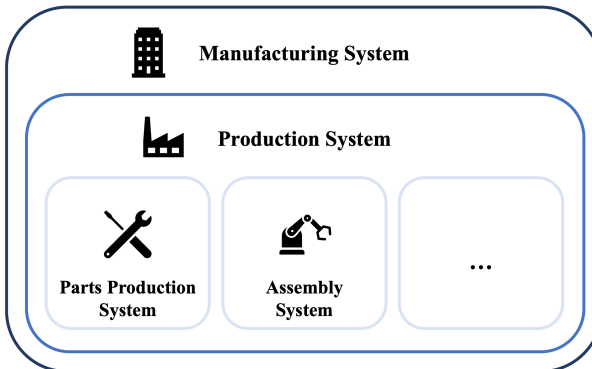 Manufacturing System
Production System
Parts Production
System
Assembly
System
...